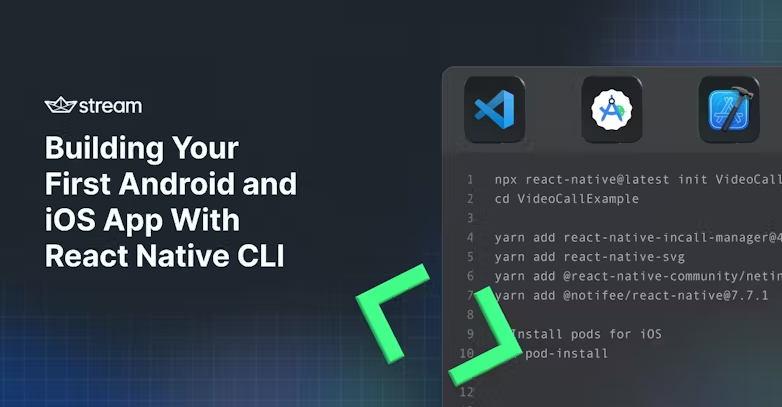 stream
Building Your
First Android and
iOS App With
React Native CLI
1 npx react-native@latest init VideoCall
2 cd VideoCallExample
3
4 yarn add react-native-incall-manager@4
5 yarn add react-native-svg
6 yarn add @react-native-community/netin
7 yarn add @notifee/react-native@7.7.1
8
9 Install pods for iOS
10 pod-install
12